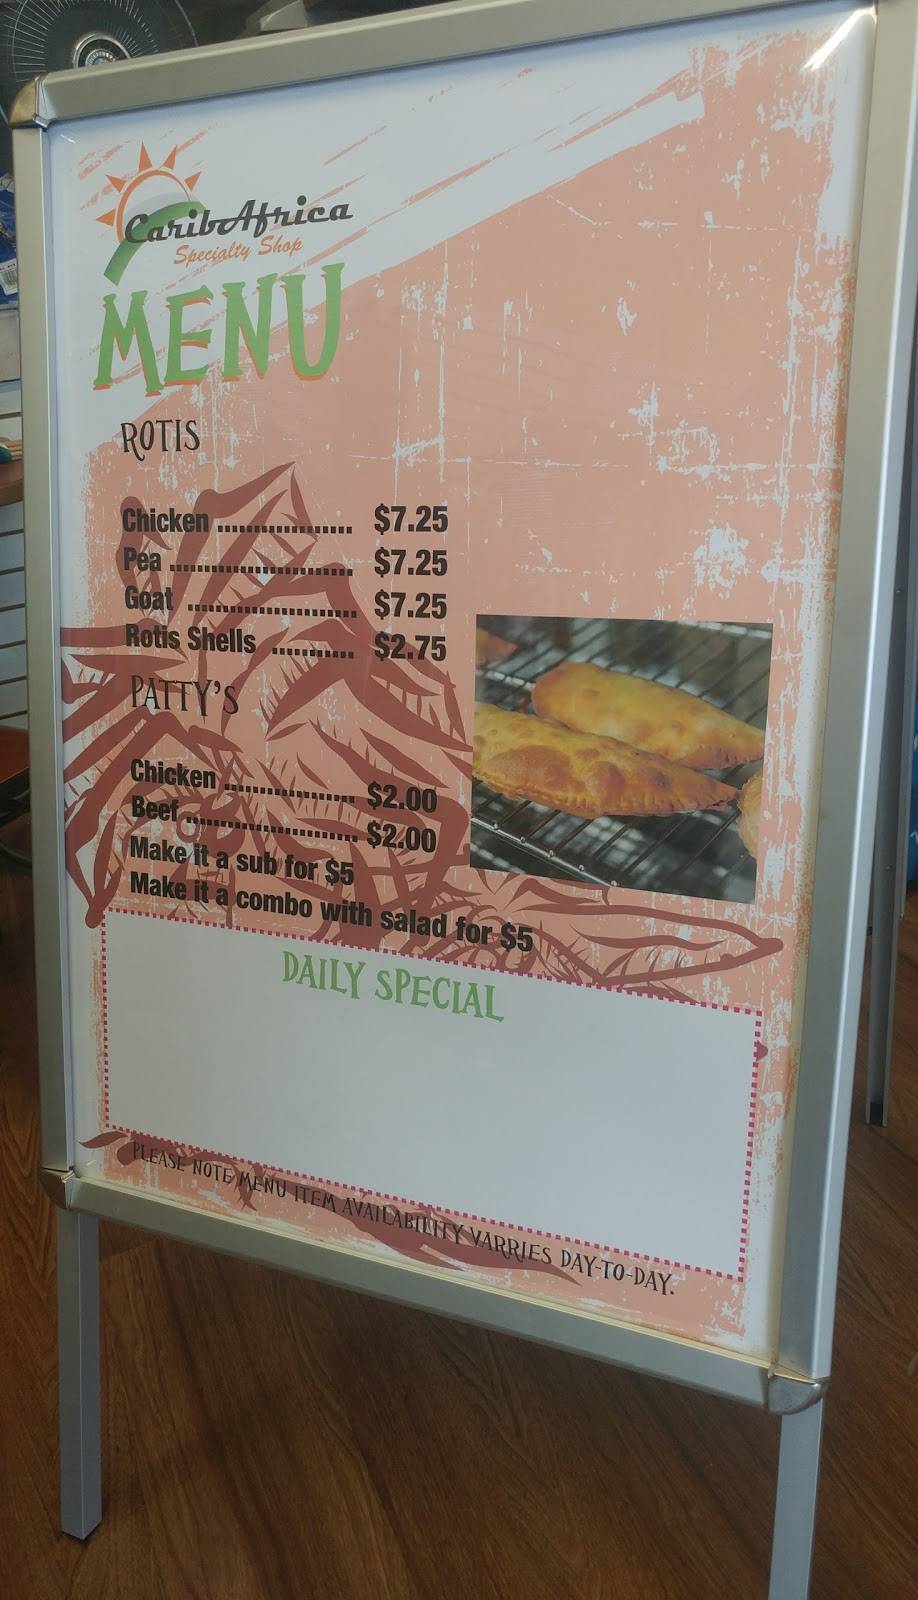 CaribAfrica
Specialty Shop
MENU
ROTIS
Chicken .................. $7.25
Pea ......................... $7.25
Goat ....................... $7.25
Rotis Shells ........... $2.75
PATTY'S
Chicken .................. $2.00
Beef ....................... $2.00
Make it a sub for $5
Make it a combo with salad for $5
DAILY SPECIAL
PLEASE NOTE MENU ITEM AVAILABILITY VARRIES DAY-TO-DAY.